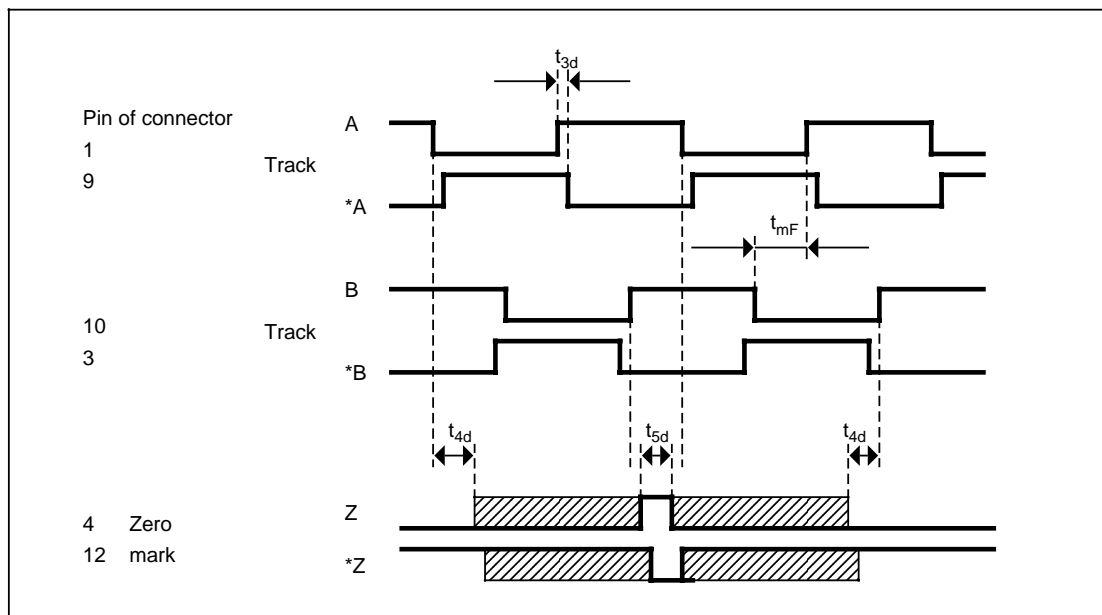 t3d
Pin of connector
A
1
Track
9
*A
tmF
B
10
Track
3
*B
t4d
t5d
t4d
Z
4 Zero
12 mark
*Z